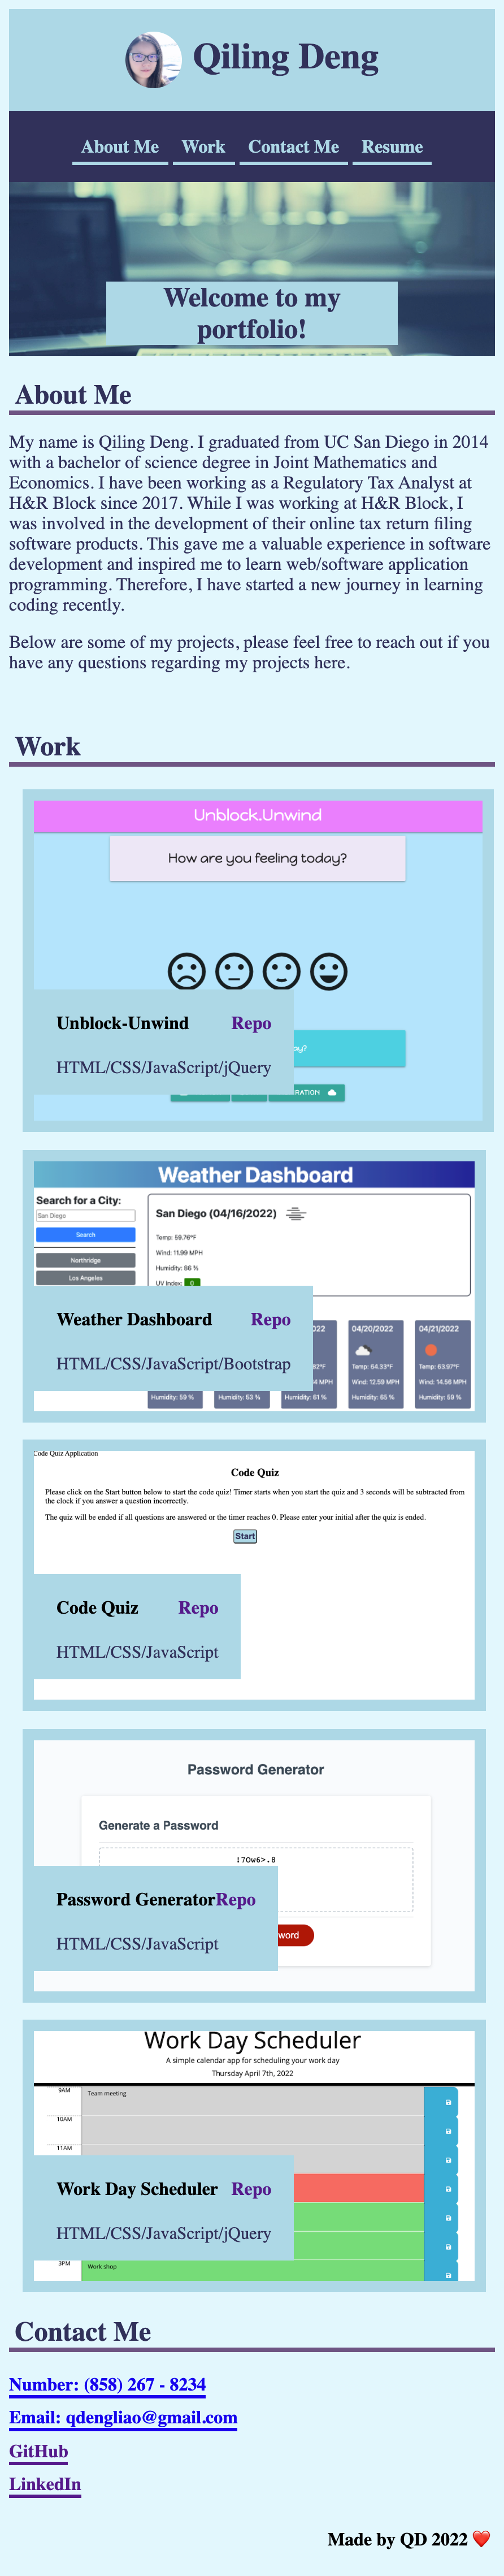 Qiling Deng
About Me Work Contact Me Resume
Welcome to my
portfolio!
About Me
My name is Qiling Deng. I graduated from UC San Diego in 2014
with a bachelor of science degree in Joint Mathematics and
Economics. I have been working as a Regulatory Tax Analyst at
H&R Block since 2017. While I was working at H&R Block, I
was involved in the development of their online tax return filing
software products. This gave me a valuable experience in software
development and inspired me to learn web/software application
programming. Therefore, I have started a new journey in learning
coding recently.
Below are some of my projects, please feel free to reach out if you
have any questions regarding my projects here.
Work
Unblock.Unwind
How are you feeling today?
Unblock-Unwind Repo
HTML/CSS/JavaScript/jQuery
Weather Dashboard
Search for a City:
San Diego
Search
Northridge
Los Angeles
San Diego (04/16/2022)
Temp: 59.76°F
Wind: 11.99 MPH
Humidity: 86 %
UV Index: 0
Weather Dashboard Repo
HTML/CSS/JavaScript/Bootstrap
04/20/2022 04/21/2022
Temp: 64.33°F Temp: 63.97°F
Wind: 12.59 MPH Wind: 14.56 MPH
Humidity: 59 % Humidity: 53 % Humidity: 61 % Humidity: 65 % Humidity: 59 %
Code Quiz Application
Code Quiz
Please click on the Start button below to start the code quiz! Timer starts when you start the quiz and 3 seconds will be subtracted from
the clock if you answer a question incorrectly.
The quiz will be ended if all questions are answered or the timer reaches 0. Please enter your initial after the quiz is ended.
Start
Code Quiz Repo
HTML/CSS/JavaScript
Password Generator
Generate a Password
!7Ow6>.8
Password Generator Repo
HTML/CSS/JavaScript
Work Day Scheduler
A simple calendar app for scheduling your work day
Thursday April 7th, 2022
9AM Team meeting
10AM
11AM
Work Day Scheduler Repo
HTML/CSS/JavaScript/jQuery
3PM Work shop
Contact Me
Number: (858) 267 - 8234
Email: qdengliao@gmail.com
GitHub
LinkedIn
Made by QD 2022 ❤️